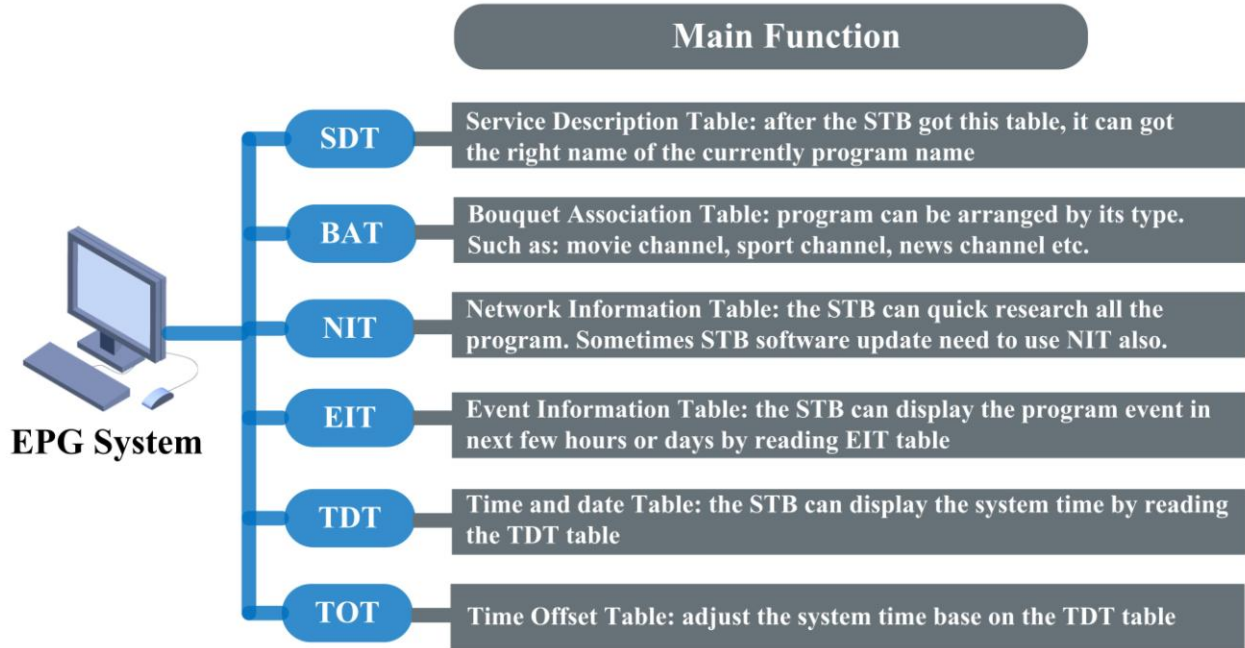 Main Function
SDT
Service Description Table: after the STB got this table, it can got
the right name of the currently program name
BAT
Bouquet Association Table: program can be arranged by its type.
Such as: movie channel, sport channel, news channel etc.
NIT
Network Information Table: the STB can quick research all the
program. Sometimes STB software update need to use NIT also.
EPG System
EIT
Event Information Table: the STB can display the program event in
next few hours or days by reading EIT table
TDT
Time and date Table: the STB can display the system time by reading
the TDT table
TOT
Time Offset Table: adjust the system time base on the TDT table